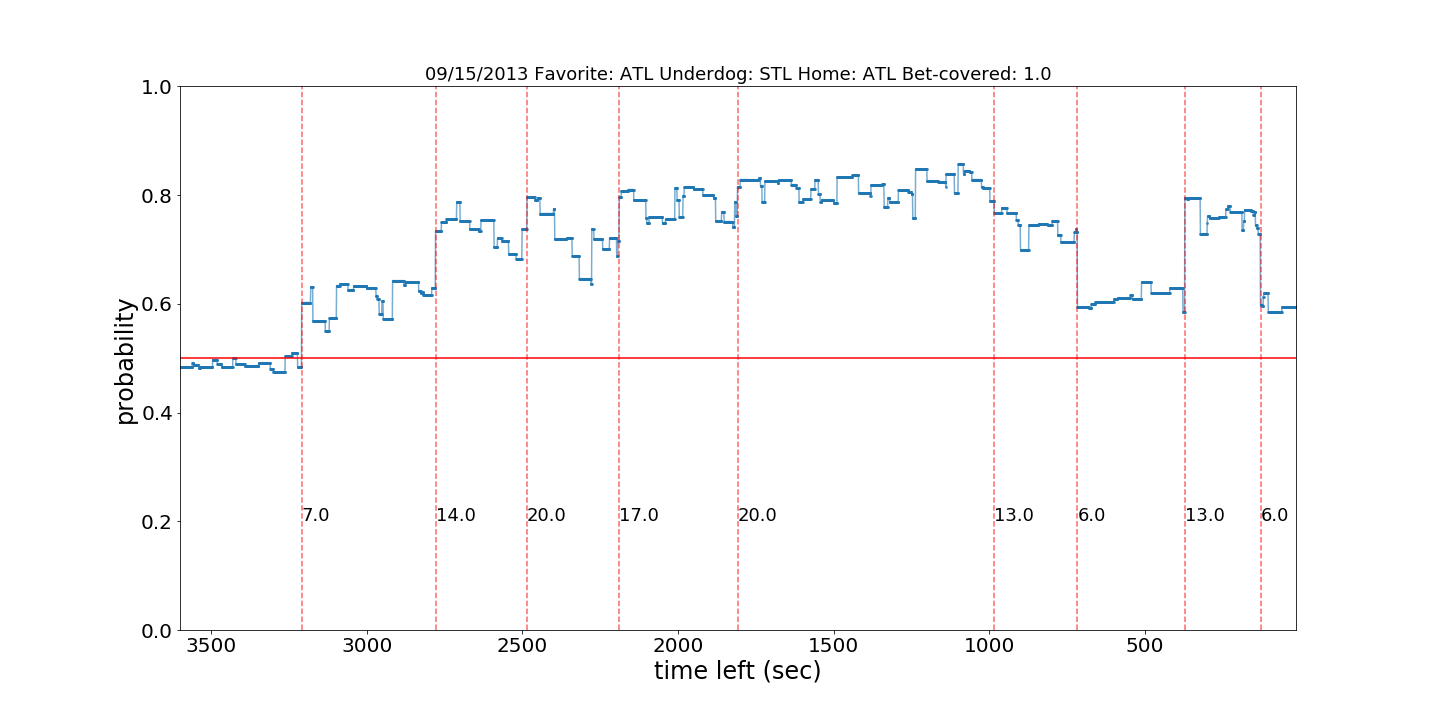 09/15/2013 Favorite: ATL Underdog: STL Home: ATL Bet-covered: 1.0
1.0
0.8
0.6
0.4
0.2
0.0
probability
7.0 14.0 20.0 17.0 20.0 13.0 6.0 13.0 6.0
3500 3000 2500 2000 1500 1000 500
time left (sec)